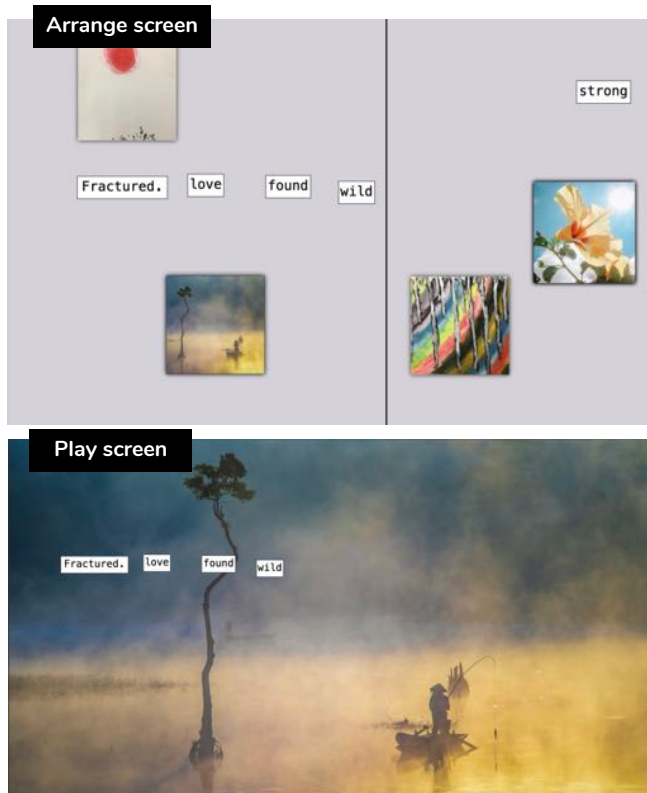 Arrange screen
strong
Fractured. love found wild
Play screen
Fractured. love found wild